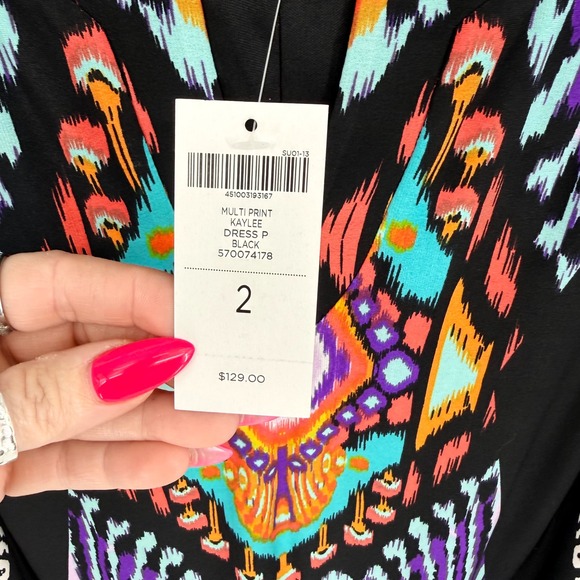 SU01-13
451003193167
MULTI PRINT
KAYLEE
DRESS P
BLACK
570074178
2
$129.00